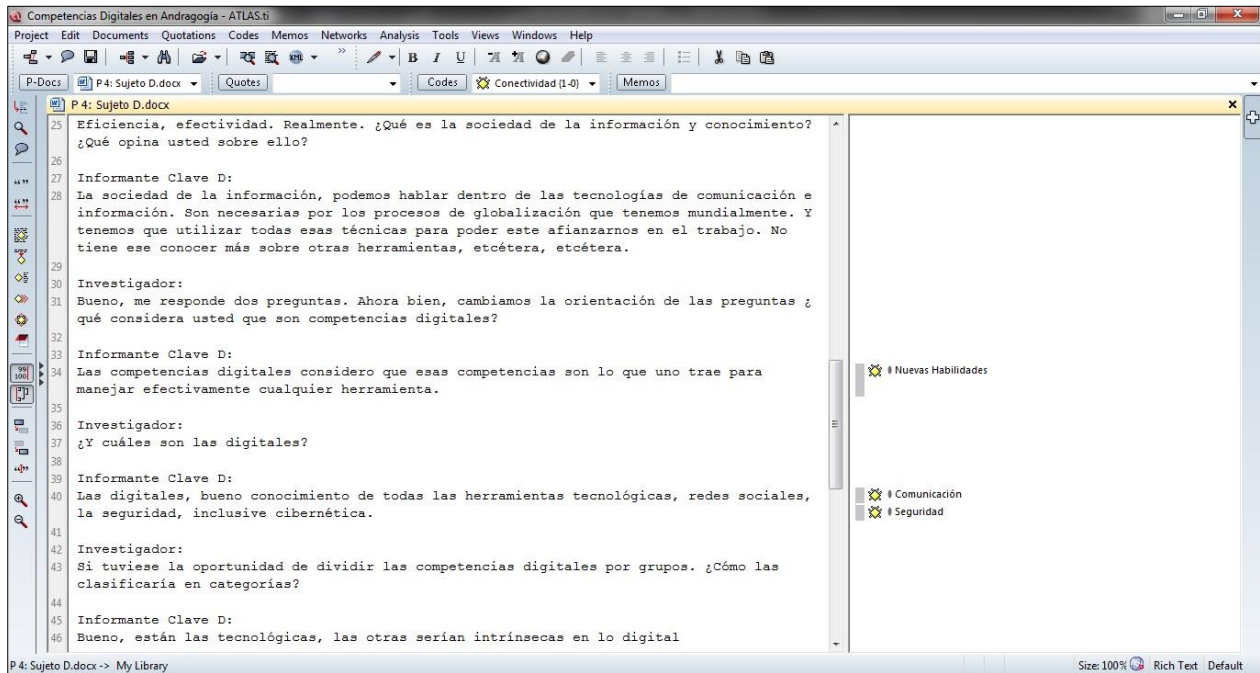 Competencias Digitales en Andragogía - ATLAS.ti
Project Edit Documents Quotations Codes Memos Networks Analysis Tools Views Windows Help
B I U
P-Docs P 4: Sujeto D.docx Quotes Codes Conectividad {1-0} Memos
P 4: Sujeto D.docx
25 Eficiencia, efectividad. Realmente. ¿Qué es la sociedad de la información y conocimiento?
¿Qué opina usted sobre ello?
26
27 Informante Clave D:
28 La sociedad de la información, podemos hablar dentro de las tecnologías de comunicación e
información. Son necesarias por los procesos de globalización que tenemos mundialmente. Y
tenemos que utilizar todas esas técnicas para poder este afianzarnos en el trabajo. No
tiene ese conocer más sobre otras herramientas, etcétera, etcétera.
29
30 Investigador:
31 Bueno, me responde dos preguntas. Ahora bien, cambiamos la orientación de las preguntas ¿
qué considera usted que son competencias digitales?
32
33 Informante Clave D:
34 Las competencias digitales considero que esas competencias son lo que uno trae para
manejar efectivamente cualquier herramienta.
Nuevas Habilidades
35
36 Investigador:
37 ¿Y cuáles son las digitales?
38
39 Informante Clave D:
40 Las digitales, bueno conocimiento de todas las herramientas tecnológicas, redes sociales,
la seguridad, inclusive cibernética.
Comunicación
Seguridad
41
42 Investigador:
43 Si tuviese la oportunidad de dividir las competencias digitales por grupos. ¿Cómo las
clasificaría en categorías?
44
45 Informante Clave D:
46 Bueno, están las tecnológicas, las otras serían intrínsecas en lo digital
P 4: Sujeto D.docx -> My Library
Size: 100% Rich Text Default